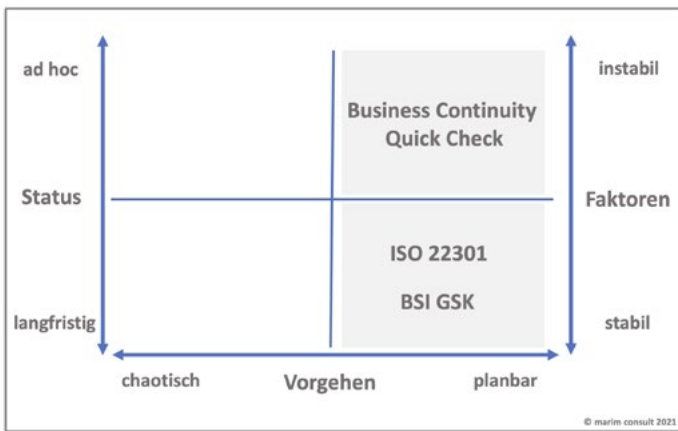 ad hoc
instabil
Business Continuity
Quick Check
Status
Faktoren
ISO 22301
BSI GSK
langfristig
stabil
chaotisch
Vorgehen
planbar
© marim consult 2021